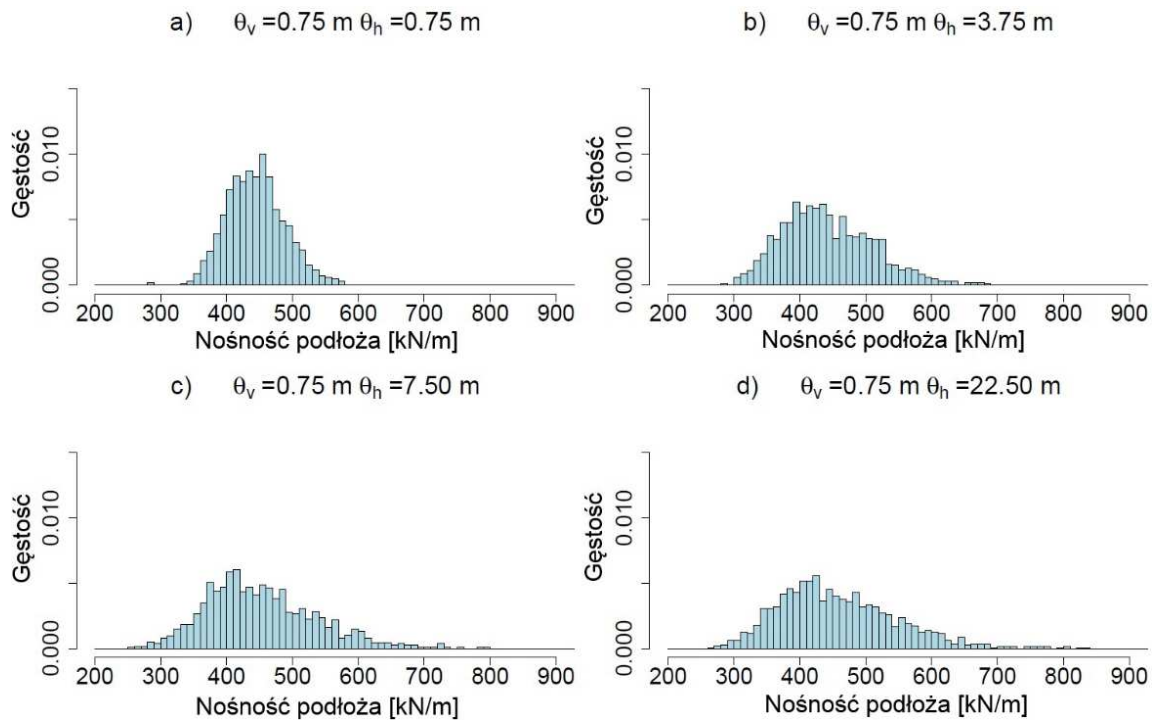 a) θv =0.75 m θh =0.75 m
Gęstość
0.000 0.010
200 300 400 500 600 700 800 900
Nośność podłoża [kN/m]
b) θv =0.75 m θh =3.75 m
Gęstość
0.000 0.010
200 300 400 500 600 700 800 900
Nośność podłoża [kN/m]
c) θv =0.75 m θh =7.50 m
Gęstość
0.000 0.010
200 300 400 500 600 700 800 900
Nośność podłoża [kN/m]
d) θv =0.75 m θh =22.50 m
Gęstość
0.000 0.010
200 300 400 500 600 700 800 900
Nośność podłoża [kN/m]